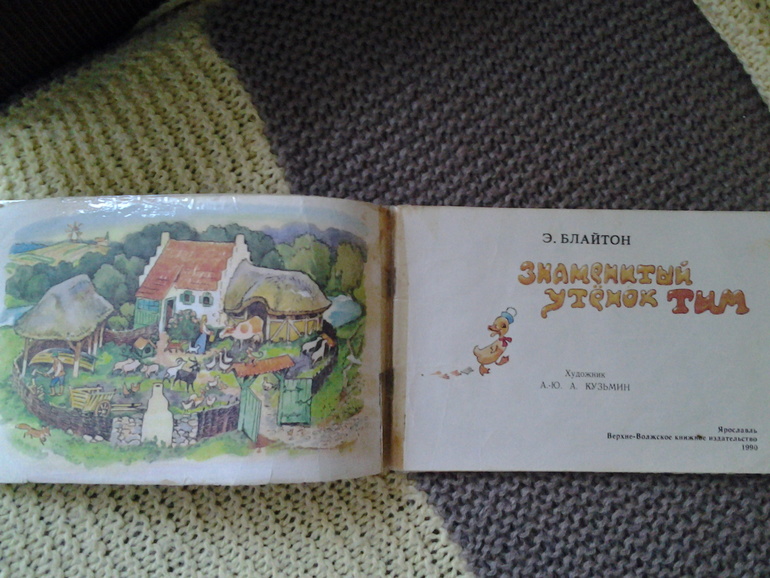 Э. БЛАЙТОН
ЗНАМЕНИТЫЙ
УТЁНОК ТИМ
Художник
А.-Ю. А. КУЗЬМИН
Ярославль
Верхне-Волжское книжное издательство
1990